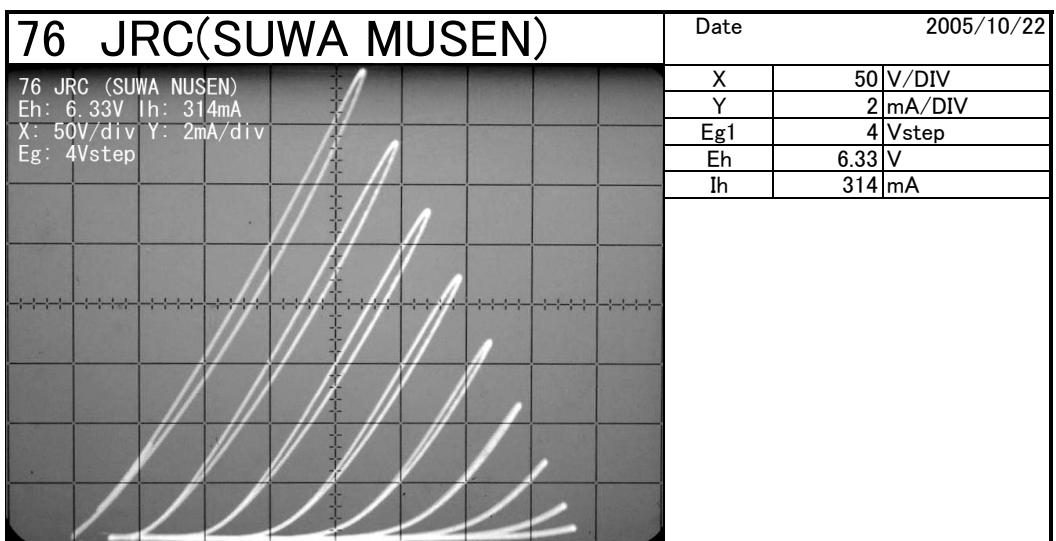 76 JRC(SUWA MUSEN)
Date 2005/10/22
76 JRC (SUWA NUSEN)
Eh: 6.33V Ih: 314mA
X: 50V/div Y: 2mA/div
Eg: 4Vstep
X 50 V/DIV
Y 2 mA/DIV
Eg1 4 Vstep
Eh 6.33 V
Ih 314 mA